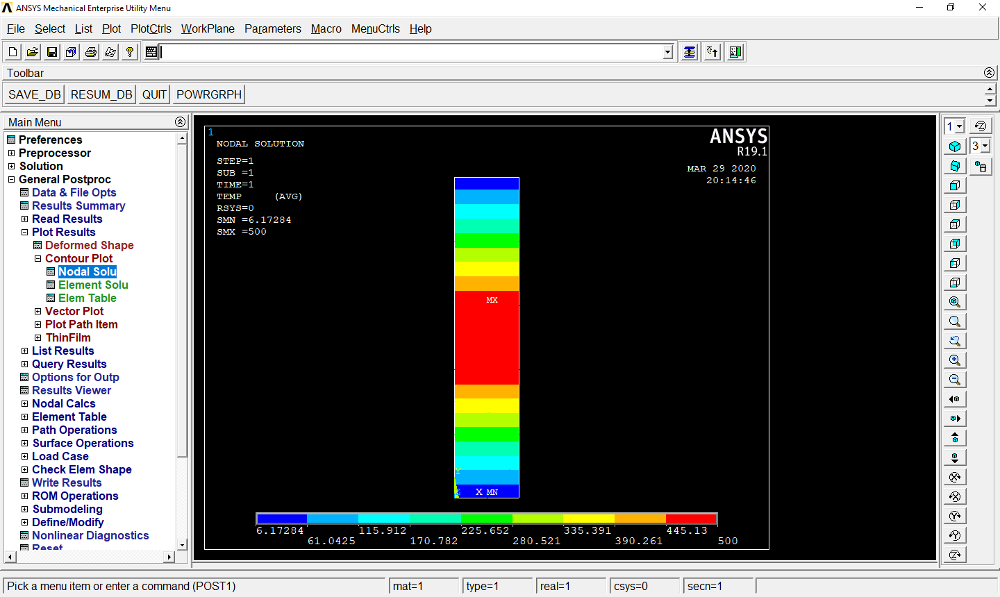 ANSYS Mechanical Enterprise Utility Menu
File Select List Plot PlotCtrls WorkPlane Parameters Macro MenuCtrls Help
Toolbar
SAVE_DB RESUM_DB QUIT POWRGRPH
Main Menu
Preferences
Preprocessor
Solution
General Postproc
Data & File Opts
Results Summary
Read Results
Plot Results
Deformed Shape
Contour Plot
Nodal Solu
Element Solu
Elem Table
Vector Plot
Plot Path Item
ThinFilm
List Results
Query Results
Options for Outp
Results Viewer
Nodal Calcs
Element Table
Path Operations
Surface Operations
Load Case
Check Elem Shape
Write Results
ROM Operations
Submodeling
Define/Modify
Nonlinear Diagnostics
Reset
1
NODAL SOLUTION
STEP=1
SUB =1
TIME=1
TEMP (AVG)
RSYS=0
SMN =6.17284
SMX =500
ANSYS
R19.1
MAR 29 2020
20:14:46
MX
Y
Z X MN
6.17284 115.912 225.652 335.391 445.13
61.0425 170.782 280.521 390.261 500
1
3
Pick a menu item or enter a command (POST1) mat=1 type=1 real=1 csys=0 secn=1